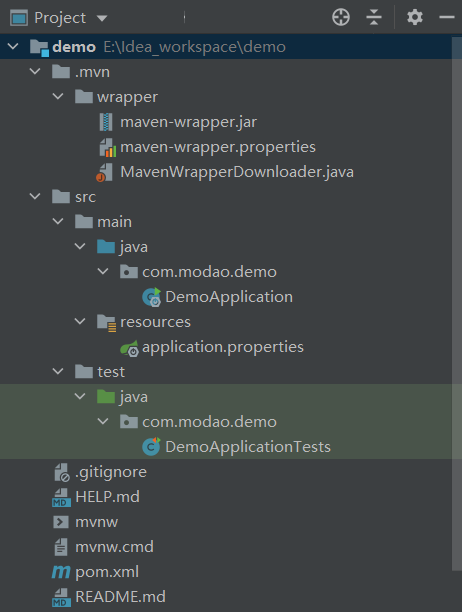 Project
demo E:\Idea_workspace\demo
.mvn
wrapper
maven-wrapper.jar
maven-wrapper.properties
MavenWrapperDownloader.java
src
main
java
com.modao.demo
DemoApplication
resources
application.properties
test
java
com.modao.demo
DemoApplicationTests
.gitignore
MD HELP.md
mvnw
mvnw.cmd
m pom.xml
MD README.md